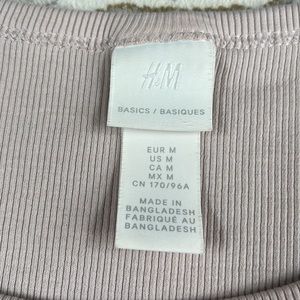 H&M
BASICS / BASIQUES
EUR M
US M
CA M
MX M
CN 170/96A
MADE IN
BANGLADESH
FABRIQUÉ AU
BANGLADESH